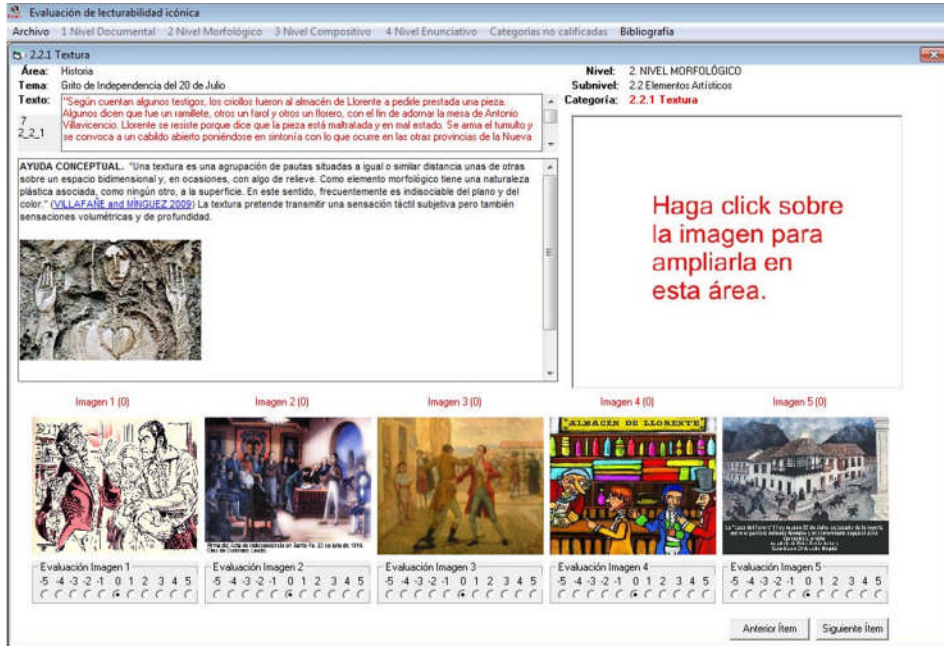 Evaluación de lecturabilidad icónica
Archivo 1 Nivel Documental 2 Nivel Morfológico 3 Nivel Compositivo 4 Nivel Enunciativo Categorías no calificadas Bibliografía
2.2.1 Textura
Área: Historia
Tema: Grito de Independencia del 20 de Julio
Texto: "Según cuentan algunos testigos, los criollos fueron al almacén de Llorente a pedirle prestada una pieza.
Algunos dicen que fue un ramillete, otros un farol y otros un florero, con el fin de adornar la mesa de Antonio
Villavicencio. Llorente se resiste porque dice que la pieza está maltratada y en mal estado. Se arma el tumulto y
se convoca a un cabildo abierto poniéndose en sintonía con lo que ocurre en las otras provincias de la Nueva
7
2_2_1
Nivel: 2. NIVEL MORFOLÓGICO
Subnivel: 2.2 Elementos Artísticos
Categoría: 2.2.1 Textura
AYUDA CONCEPTUAL. "Una textura es una agrupación de pautas situadas a igual o similar distancia unas de otras
sobre un espacio bidimensional y, en ocasiones, con algo de relieve. Como elemento morfológico tiene una naturaleza
plástica asociada, como ningún otro, a la superficie. En este sentido, frecuentemente es indisociable del plano y del
color." (VILLAFAÑE and MÍNGUEZ 2009) La textura pretende transmitir una sensación táctil subjetiva pero también
sensaciones volumétricas y de profundidad.
Haga click sobre
la imagen para
ampliarla en
esta área.
Imagen 1 (0) Imagen 2 (0) Imagen 3 (0) Imagen 4 (0) Imagen 5 (0)
ALMACEN DE LLORENTE
Evaluación Imagen 1 Evaluación Imagen 2 Evaluación Imagen 3 Evaluación Imagen 4 Evaluación Imagen 5
-5 -4 -3 -2 -1 0 1 2 3 4 5 -5 -4 -3 -2 -1 0 1 2 3 4 5 -5 -4 -3 -2 -1 0 1 2 3 4 5 -5 -4 -3 -2 -1 0 1 2 3 4 5 -5 -4 -3 -2 -1 0 1 2 3 4 5
Anterior Ítem Siguiente Ítem